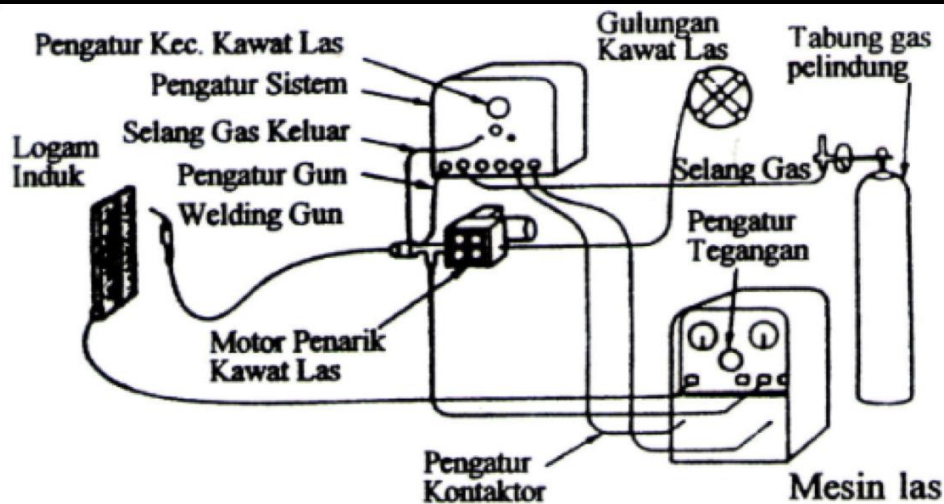 Pengatur Kec. Kawat Las
Pengatur Sistem
Selang Gas Keluar
Logam
Induk
Pengatur Gun
Welding Gun
Gulungan
Kawat Las
Tabung gas
pelindung
Selang Gas
Pengatur
Tegangan
Motor Penarik
Kawat Las
Pengatur
Kontaktor
Mesin las